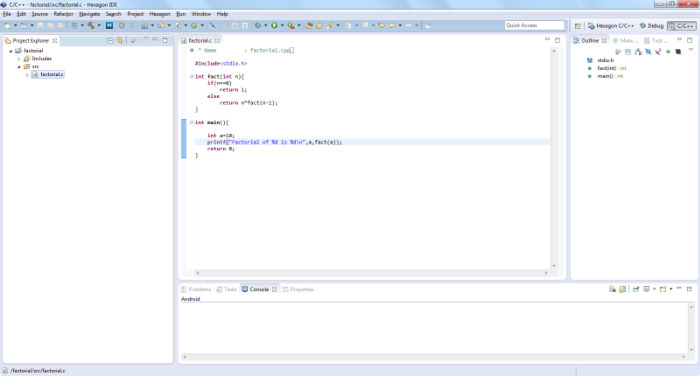 C/C++ - factorial/src/factorial.c - Hexagon IDE
File Edit Source Refactor Navigate Search Project Hexagon Run Window Help
Quick Access
Hexagon C/C++ Debug C/C++
Project Explorer
factorial
Includes
src
factorial.c
factorial.c
* Name : factorial.cpp
#include<stdio.h>
int fact(int n){
if(n==0)
return 1;
else
return n*fact(n-1);
}
int main(){
int a=10;
printf("Factorial of %d is %d\n",a,fact(a));
return 0;
}
Outline Make ... Task ...
stdio.h
fact(int) : int
main() : int
Problems Tasks Console Properties
Android
/factorial/src/factorial.c